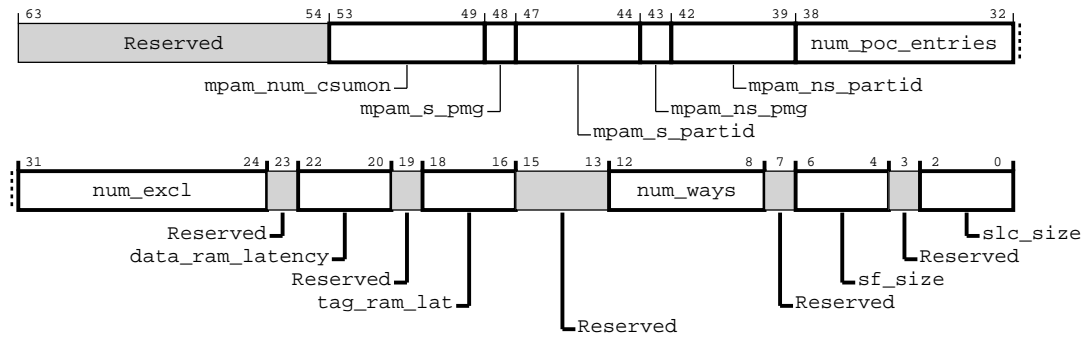 63 54 53 49 48 47 44 43 42 39 38 32
Reserved num_poc_entries
mpam_num_csumon mpam_ns_partid
mpam_s_pmg mpam_ns_pmg
mpam_s_partid
31 24 23 22 20 19 18 16 15 13 12 8 7 6 4 3 2 0
num_excl num_ways
Reserved slc_size
data_ram_latency Reserved
Reserved sf_size
tag_ram_lat Reserved
Reserved